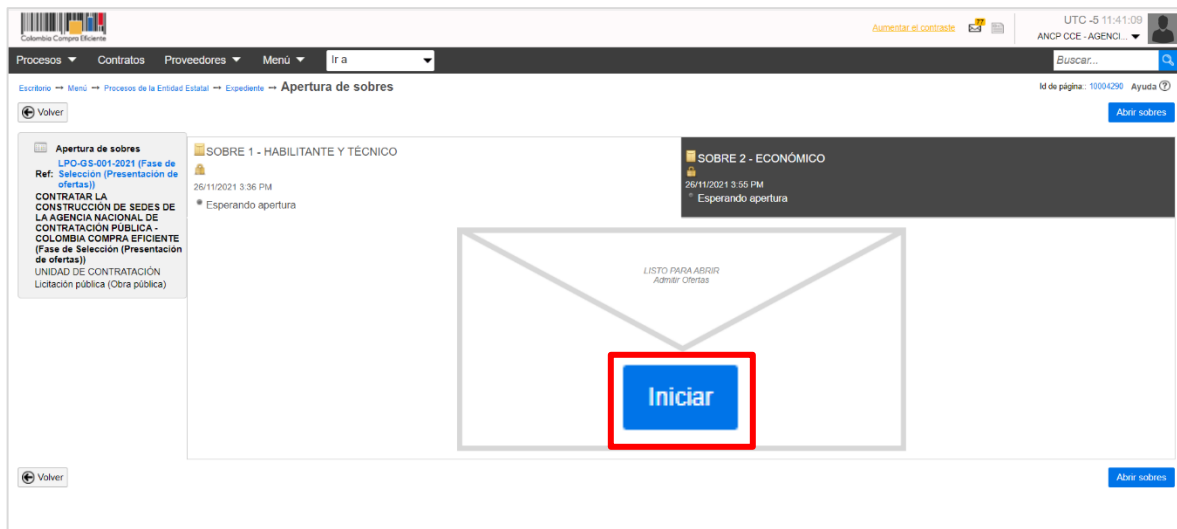 Colombia Compra Eficiente
Aumentar el contraste
77
UTC -5 11:41:09
ANCP CCE - AGENCI...
Procesos Contratos Proveedores Menú Ir a Buscar...
Escritorio → Menú → Procesos de la Entidad Estatal → Expediente → Apertura de sobres
Id de página:: 10004290 Ayuda ?
Volver
Abrir sobres
Apertura de sobres
Ref: LPO-GS-001-2021 (Fase de
Selección (Presentación de
ofertas))
CONTRATAR LA
CONSTRUCCIÓN DE SEDES DE
LA AGENCIA NACIONAL DE
CONTRATACIÓN PÚBLICA -
COLOMBIA COMPRA EFICIENTE
(Fase de Selección (Presentación
de ofertas))
UNIDAD DE CONTRATACIÓN
Licitación pública (Obra pública)
SOBRE 1 - HABILITANTE Y TÉCNICO
26/11/2021 3:36 PM
Esperando apertura
SOBRE 2 - ECONÓMICO
26/11/2021 3:55 PM
Esperando apertura
LISTO PARA ABRIR
Admitir Ofertas
Iniciar
Volver
Abrir sobres